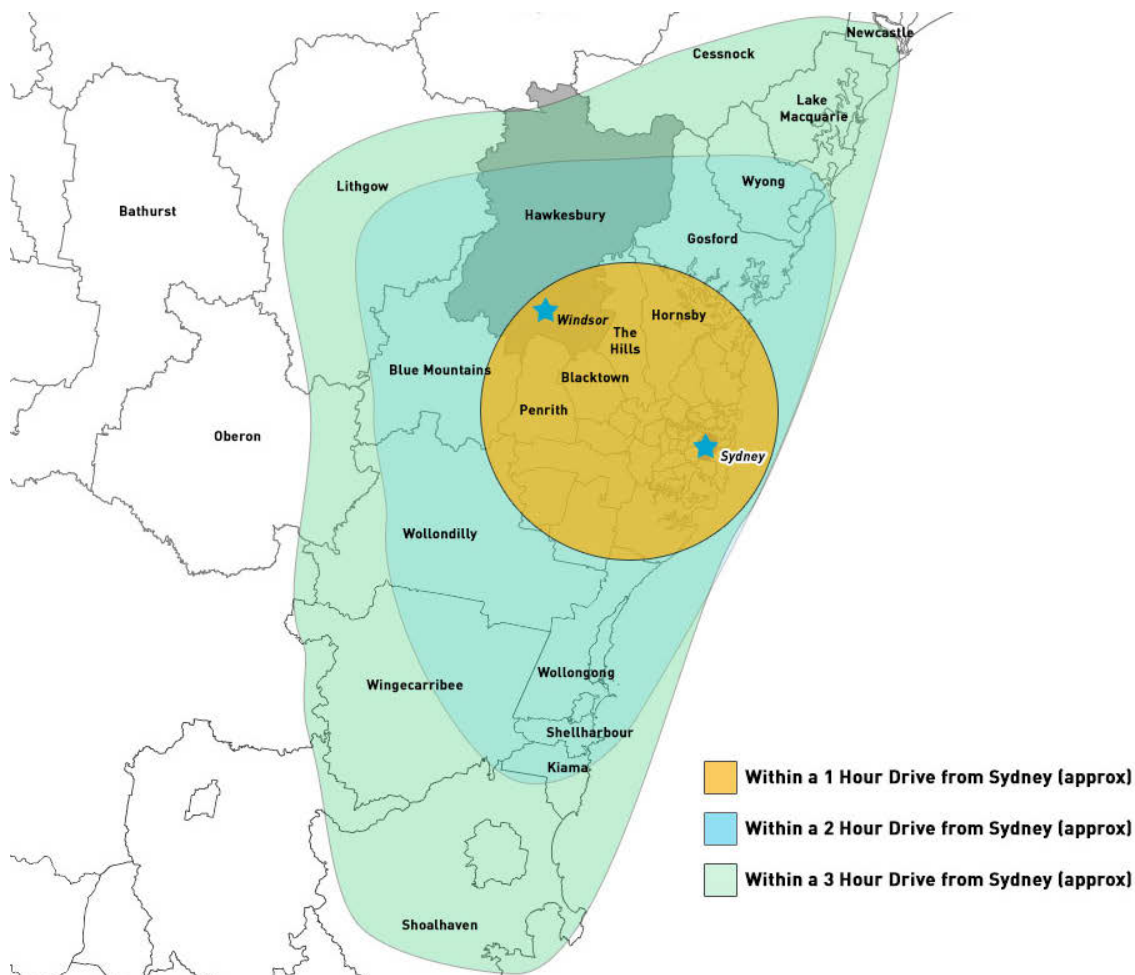 Newcastle
Cessnock
Lake
Macquarie
Lithgow
Wyong
Bathurst
Hawkesbury
Gosford
Windsor
Hornsby
The
Hills
Blue Mountains
Blacktown
Penrith
Oberon
Sydney
Wollondilly
Wollongong
Wingecarribee
Shellharbour
Kiama
Within a 1 Hour Drive from Sydney (approx)
Within a 2 Hour Drive from Sydney (approx)
Within a 3 Hour Drive from Sydney (approx)
Shoalhaven